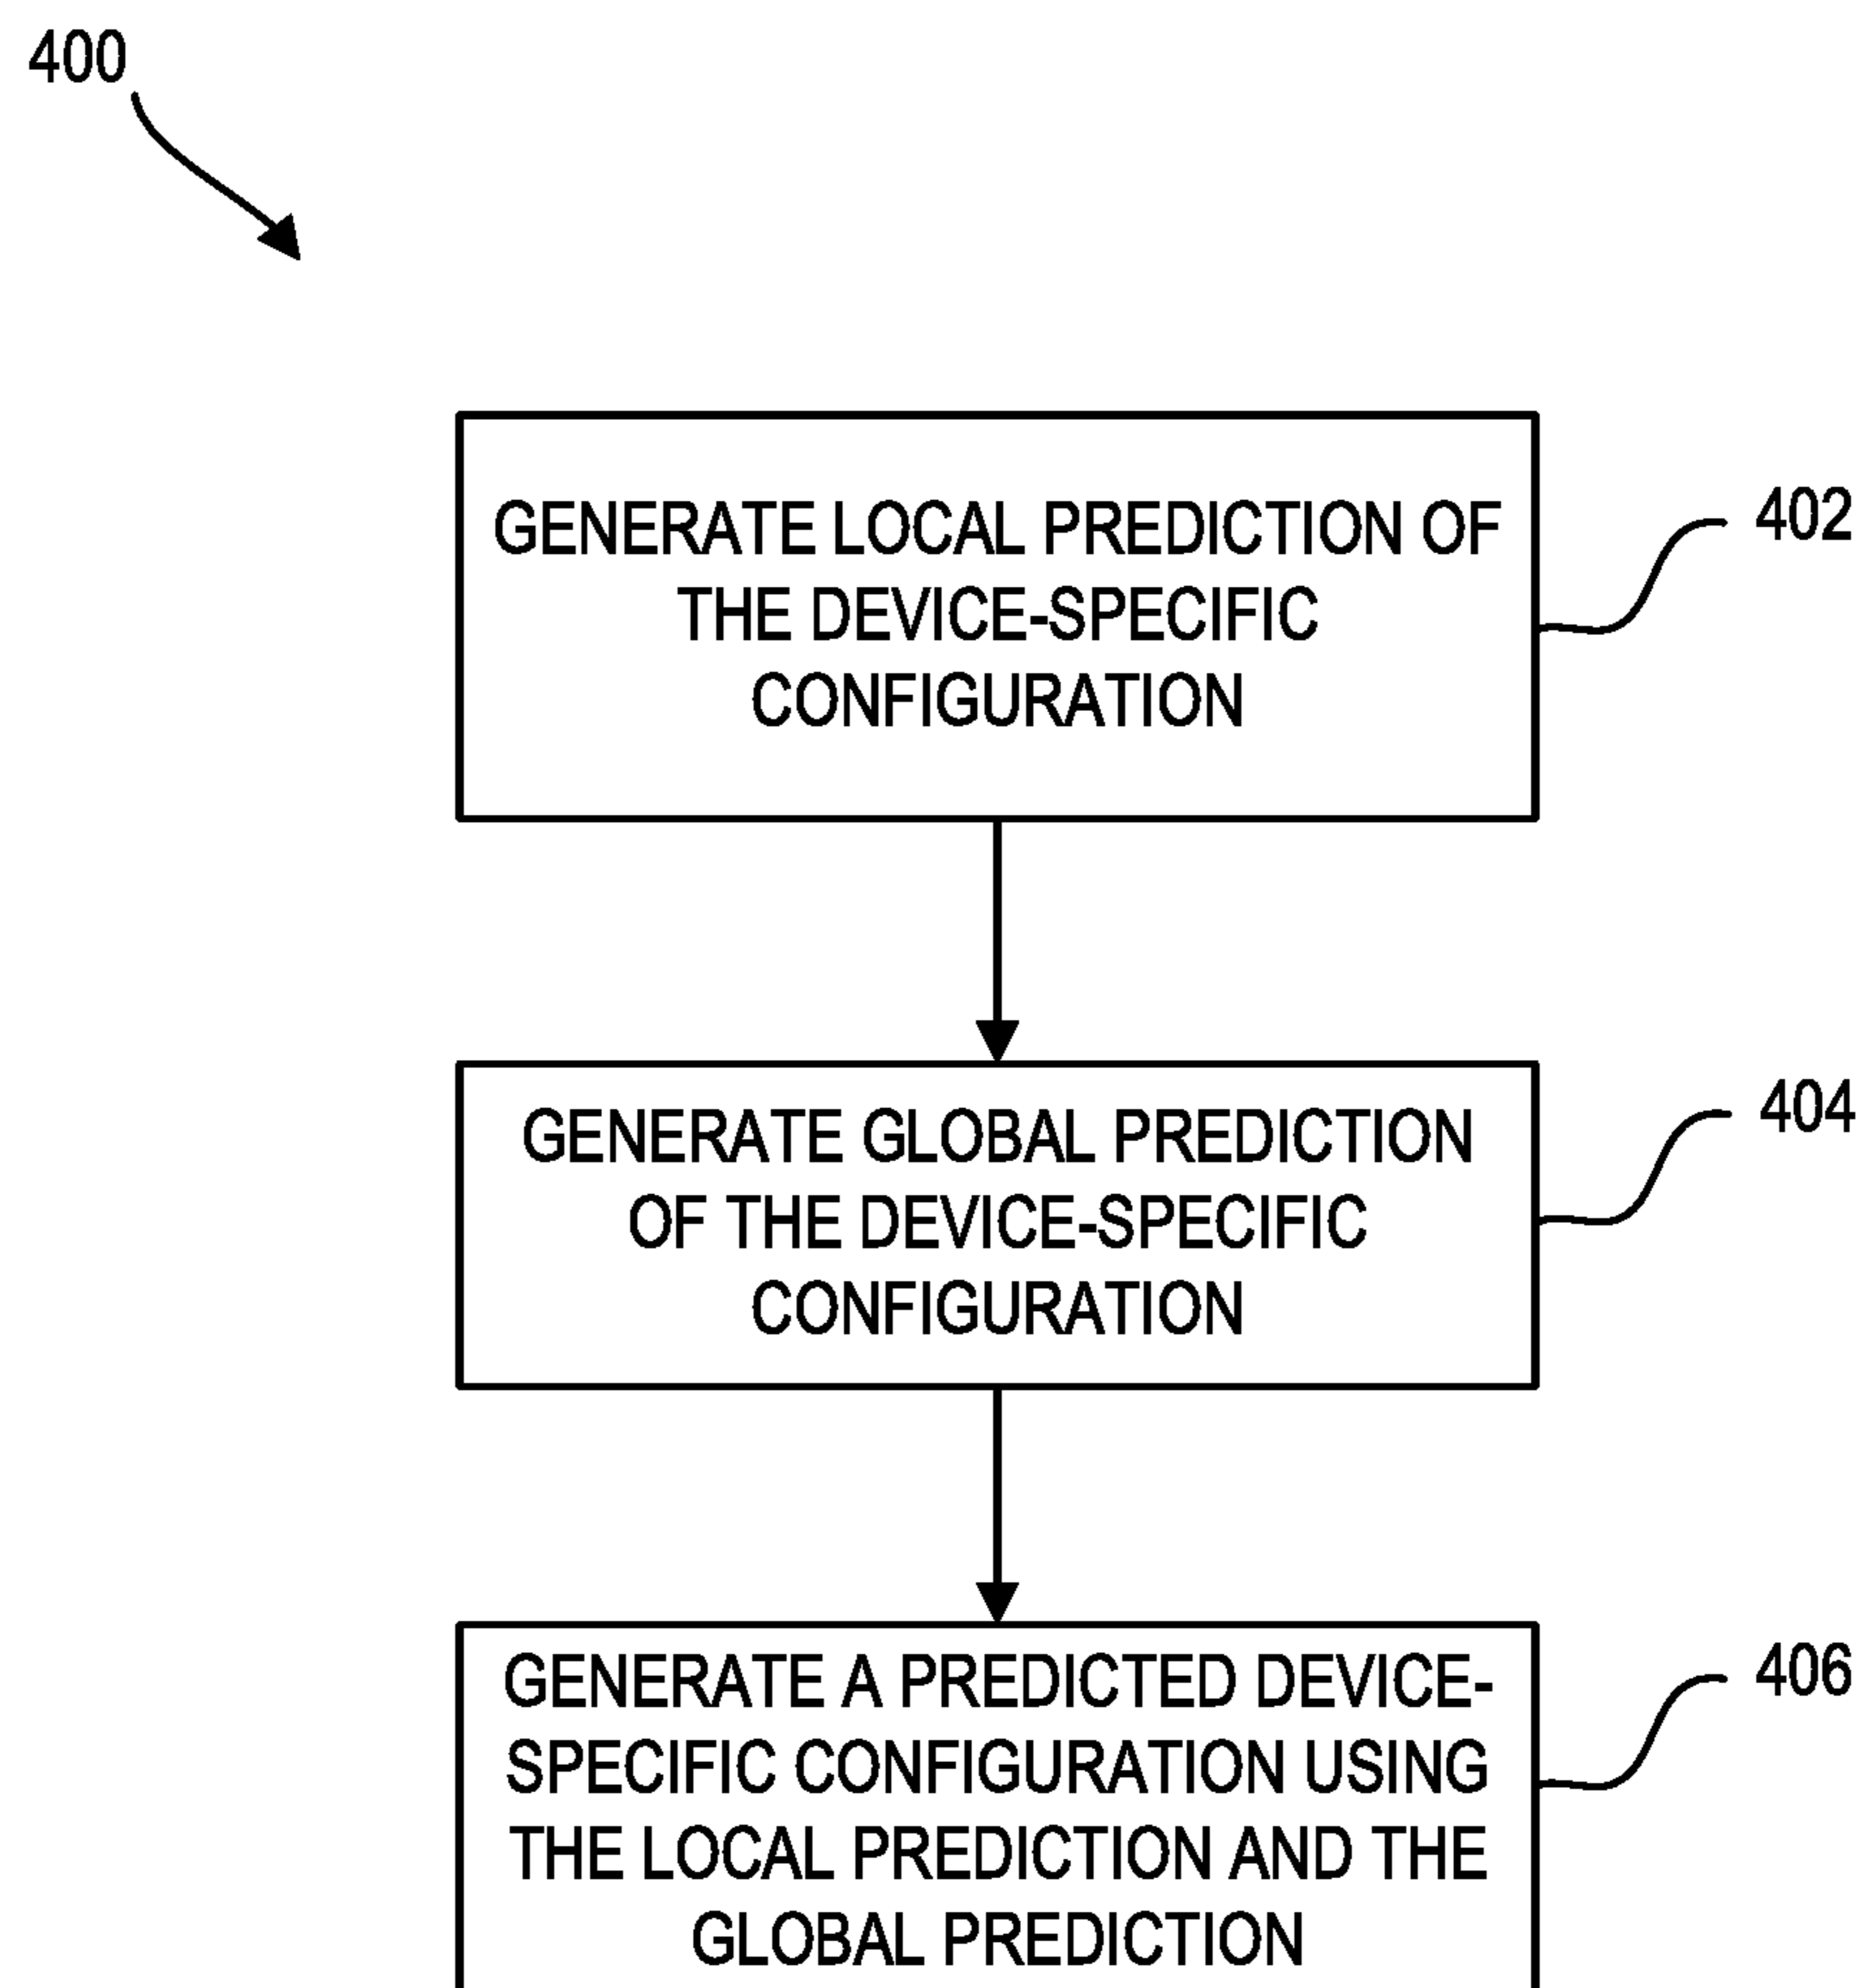 400
GENERATE LOCAL PREDICTION OF
THE DEVICE-SPECIFIC
CONFIGURATION
402
GENERATE GLOBAL PREDICTION
OF THE DEVICE-SPECIFIC
CONFIGURATION
404
GENERATE A PREDICTED DEVICE-
SPECIFIC CONFIGURATION USING
THE LOCAL PREDICTION AND THE
GLOBAL PREDICTION
406